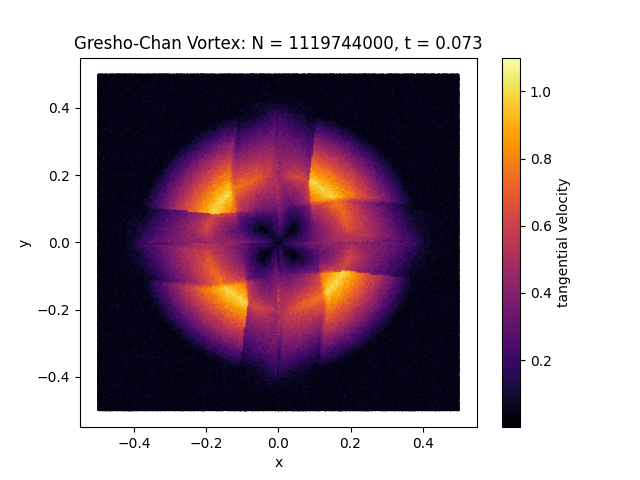 Gresho-Chan Vortex: N = 1119744000, t = 0.073
0.4
0.2
0.0
−0.2
−0.4
y
−0.4 −0.2 0.0 0.2 0.4
x
1.0
0.8
0.6
0.4
0.2
tangential velocity